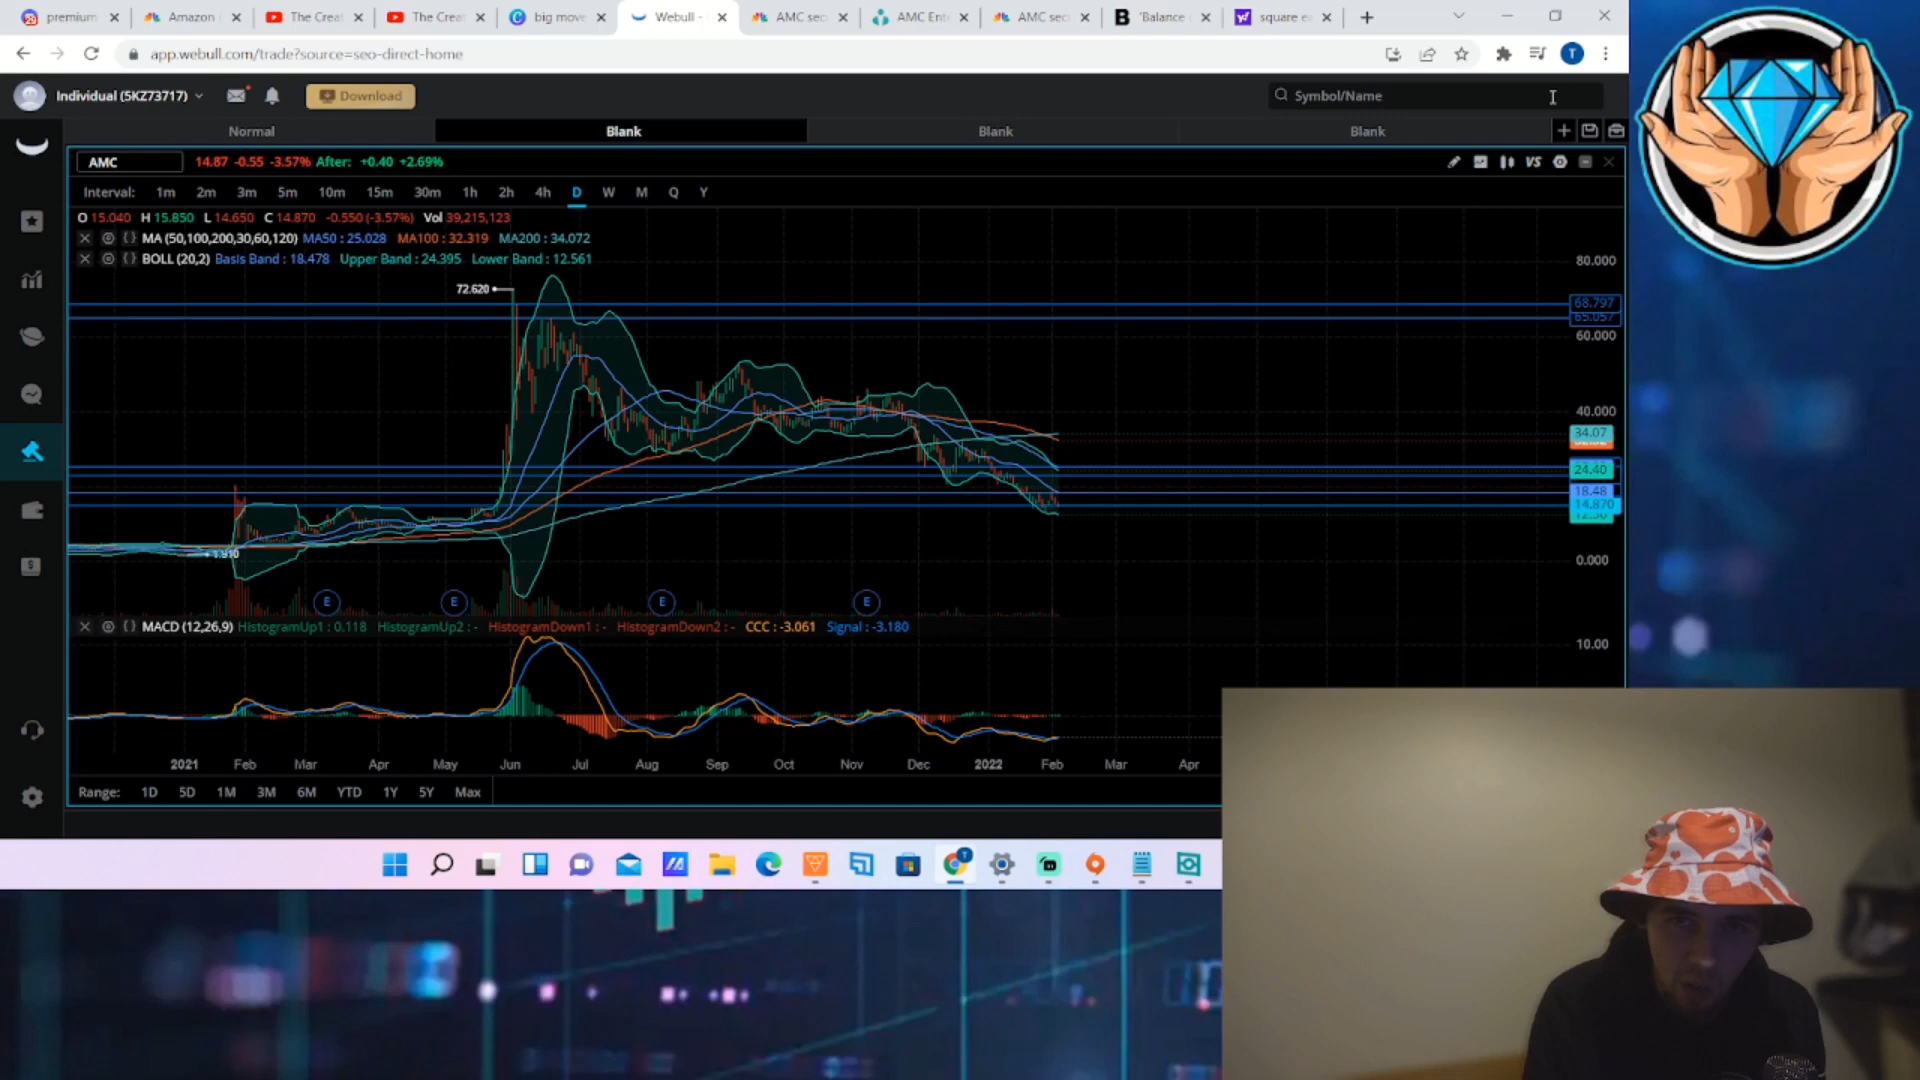 premium
Amazon
The Creat
The Creat
big move
Webull -
AMC sec
AMC Ent
AMC sec
'Balance
square ea
app.webull.com/trade?source=seo-direct-home
T
Individual (5KZ73717)
Download
Symbol/Name
Normal
Blank
Blank
Blank
AMC
14.87 -0.55 -3.57% After: +0.40 +2.69%
VS
Interval: 1m 2m 3m 5m 10m 15m 30m 1h 2h 4h D W M Q Y
O 15.040 H 15.850 L 14.650 C 14.870 -0.550 (-3.57%) Vol 39,215,123
MA (50,100,200,30,60,120) MA50 : 25.028 MA100 : 32.319 MA200 : 34.072
BOLL (20,2) Basis Band : 18.478 Upper Band : 24.395 Lower Band : 12.561
80.000
72.620
68.797
65.057
60.000
40.000
34.07
24.40
18.48
14.870
1.910
0.000
E E E E
MACD (12,26,9) HistogramUp1 : 0.118 HistogramUp2 : - HistogramDown1 : - HistogramDown2 : - CCC : -3.061 Signal : -3.180
10.00
2021 Feb Mar Apr May Jun Jul Aug Sep Oct Nov Dec 2022 Feb Mar Apr
Range: 1D 5D 1M 3M 6M YTD 1Y 5Y Max